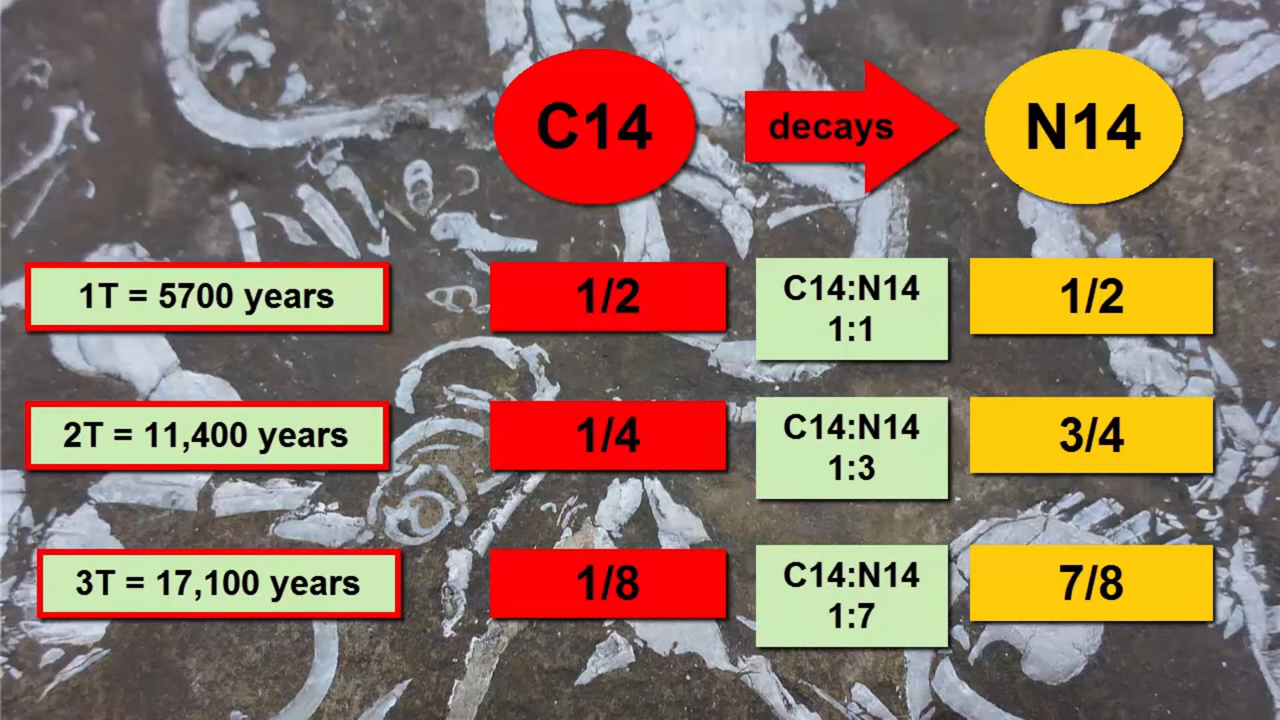 C14
decays
N14
1T = 5700 years
1/2
C14:N14
1:1
1/2
2T = 11,400 years
1/4
C14:N14
1:3
3/4
3T = 17,100 years
1/8
C14:N14
1:7
7/8